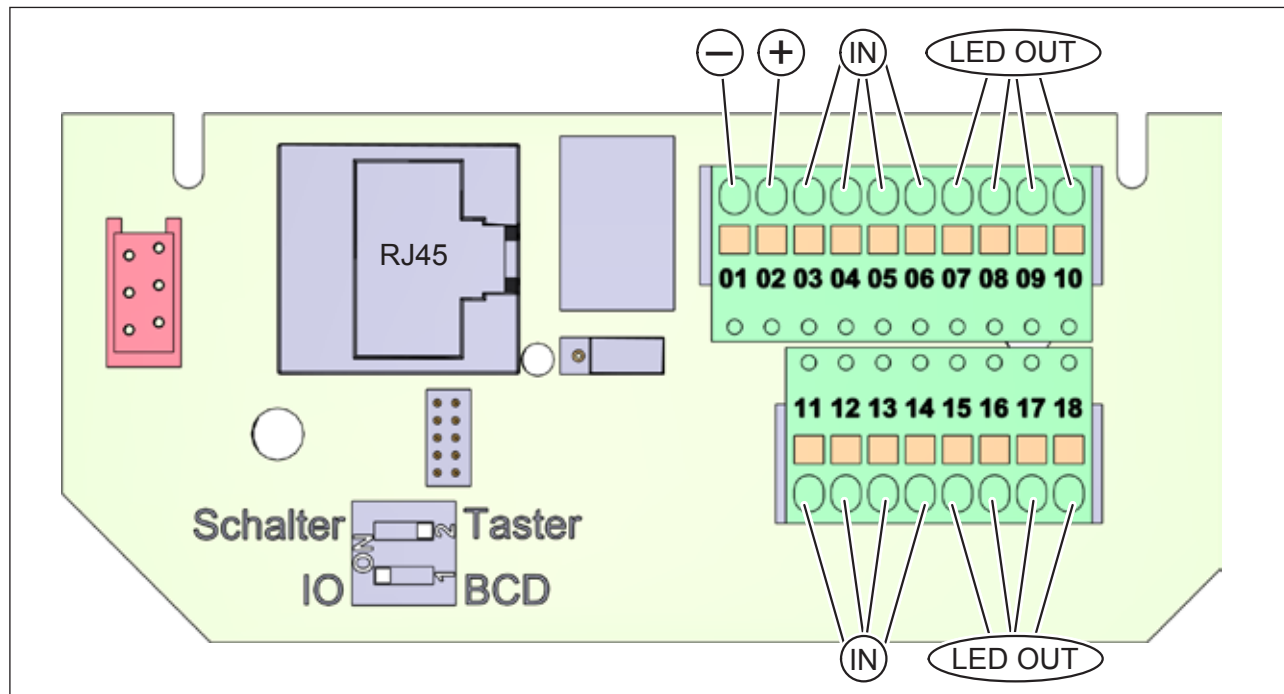 − + IN LED OUT
RJ45
01 02 03 04 05 06 07 08 09 10
11 12 13 14 15 16 17 18
Schalter ON 2 Taster
IO 1 BCD
IN LED OUT